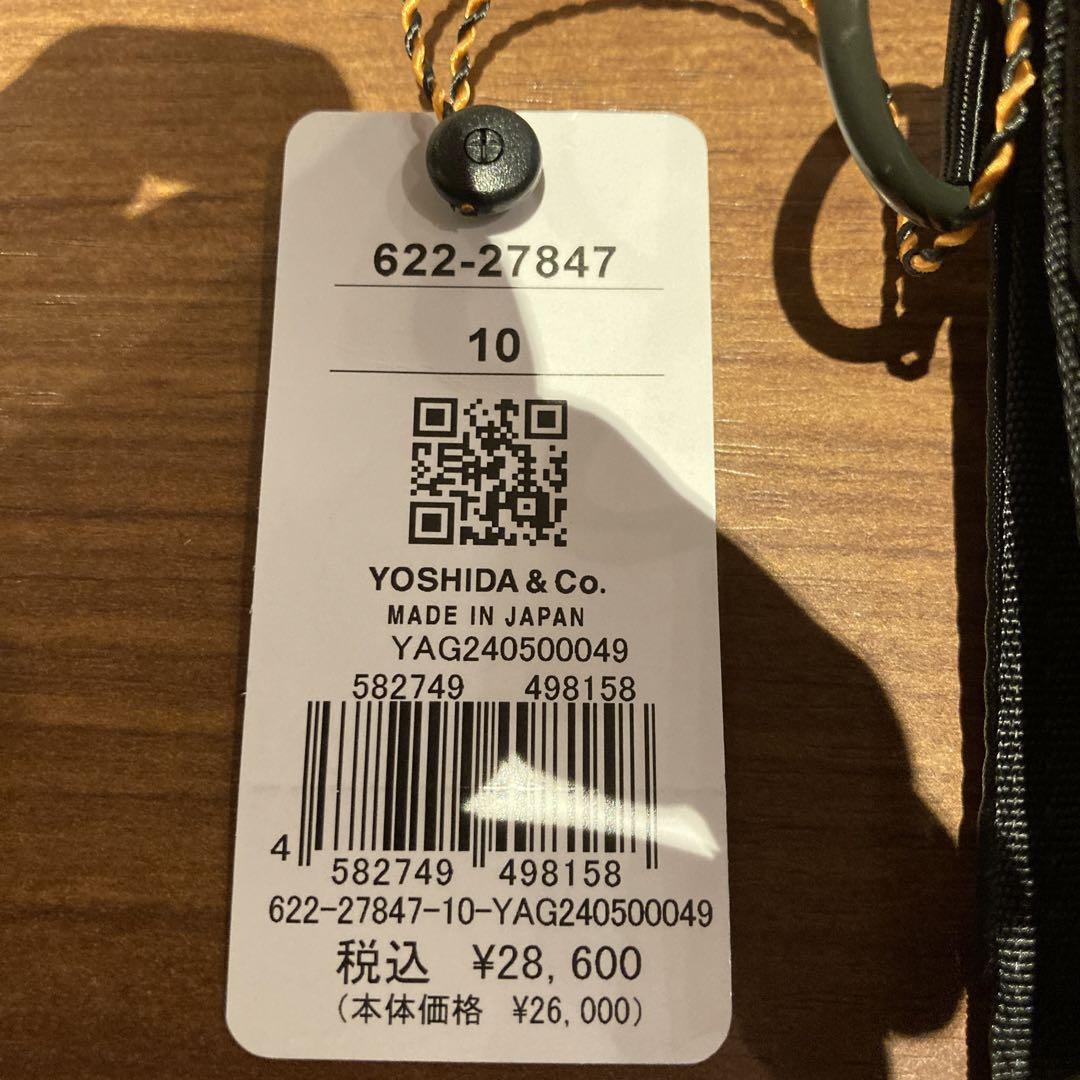 622-27847
10
YOSHIDA & Co.
MADE IN JAPAN
YAG240500049
582749 498158
4 582749 498158
622-27847-10-YAG240500049
税込 ¥28,600
(本体価格 ¥26,000)